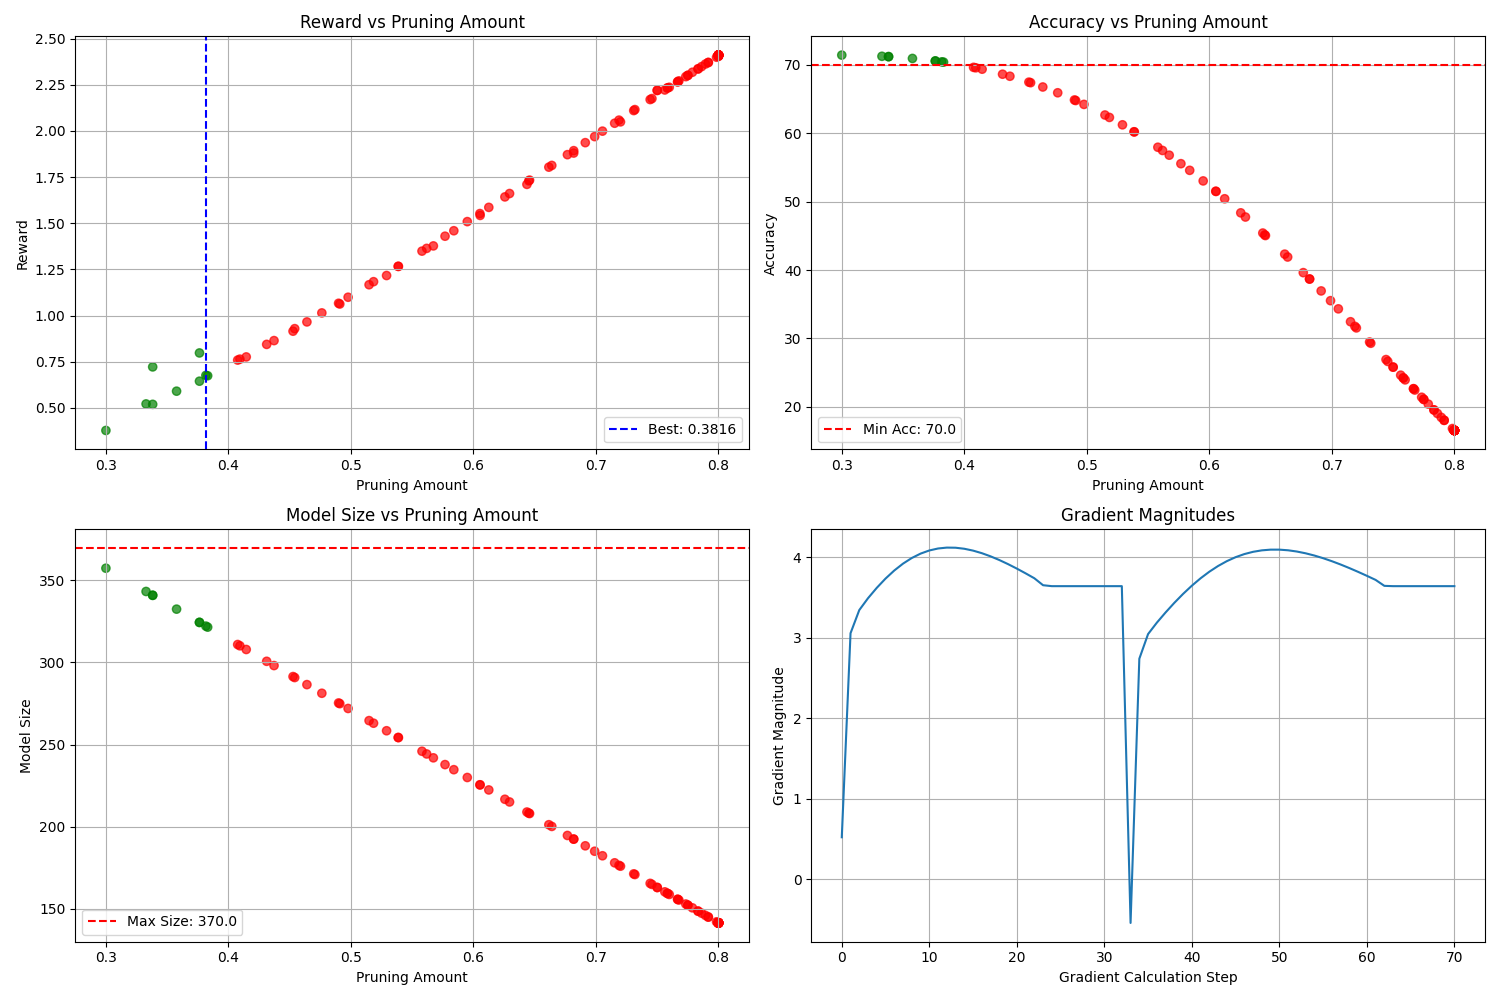 Reward vs Pruning Amount
2.50
2.25
2.00
1.75
1.50
1.25
1.00
0.75
0.50
Reward
Best: 0.3816
0.3 0.4 0.5 0.6 0.7 0.8
Pruning Amount
Accuracy vs Pruning Amount
70
60
50
40
30
20
Accuracy
Min Acc: 70.0
0.3 0.4 0.5 0.6 0.7 0.8
Pruning Amount
Model Size vs Pruning Amount
350
300
250
200
150
Model Size
Max Size: 370.0
0.3 0.4 0.5 0.6 0.7 0.8
Pruning Amount
Gradient Magnitudes
4
3
2
1
0
Gradient Magnitude
0 10 20 30 40 50 60 70
Gradient Calculation Step